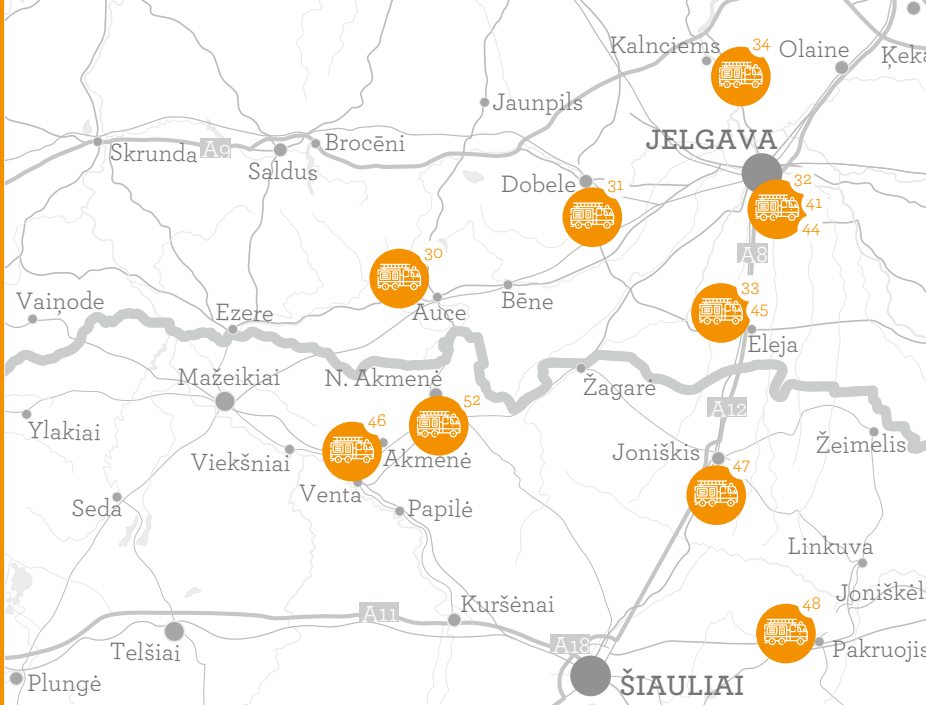 Kalnciems
34
Olaine
Ķeka
Jaunpils
JELGAVA
Skrunda
A9
Brocēni
Saldus
Dobele
31
32
41
44
A8
30
33
45
Vaiņode
Ezere
Auce
Bēne
Eleja
Mažeikiai
N. Akmenė
Žagarė
52
A12
Ylakiai
46
Viekšniai
Akmenė
Joniškis
Žeimelis
47
Venta
Seda
Papilė
Linkuva
Joniškėli
A11
Kuršėnai
48
Telšiai
A18
Pakruojis
Plungė
ŠIAULIAI